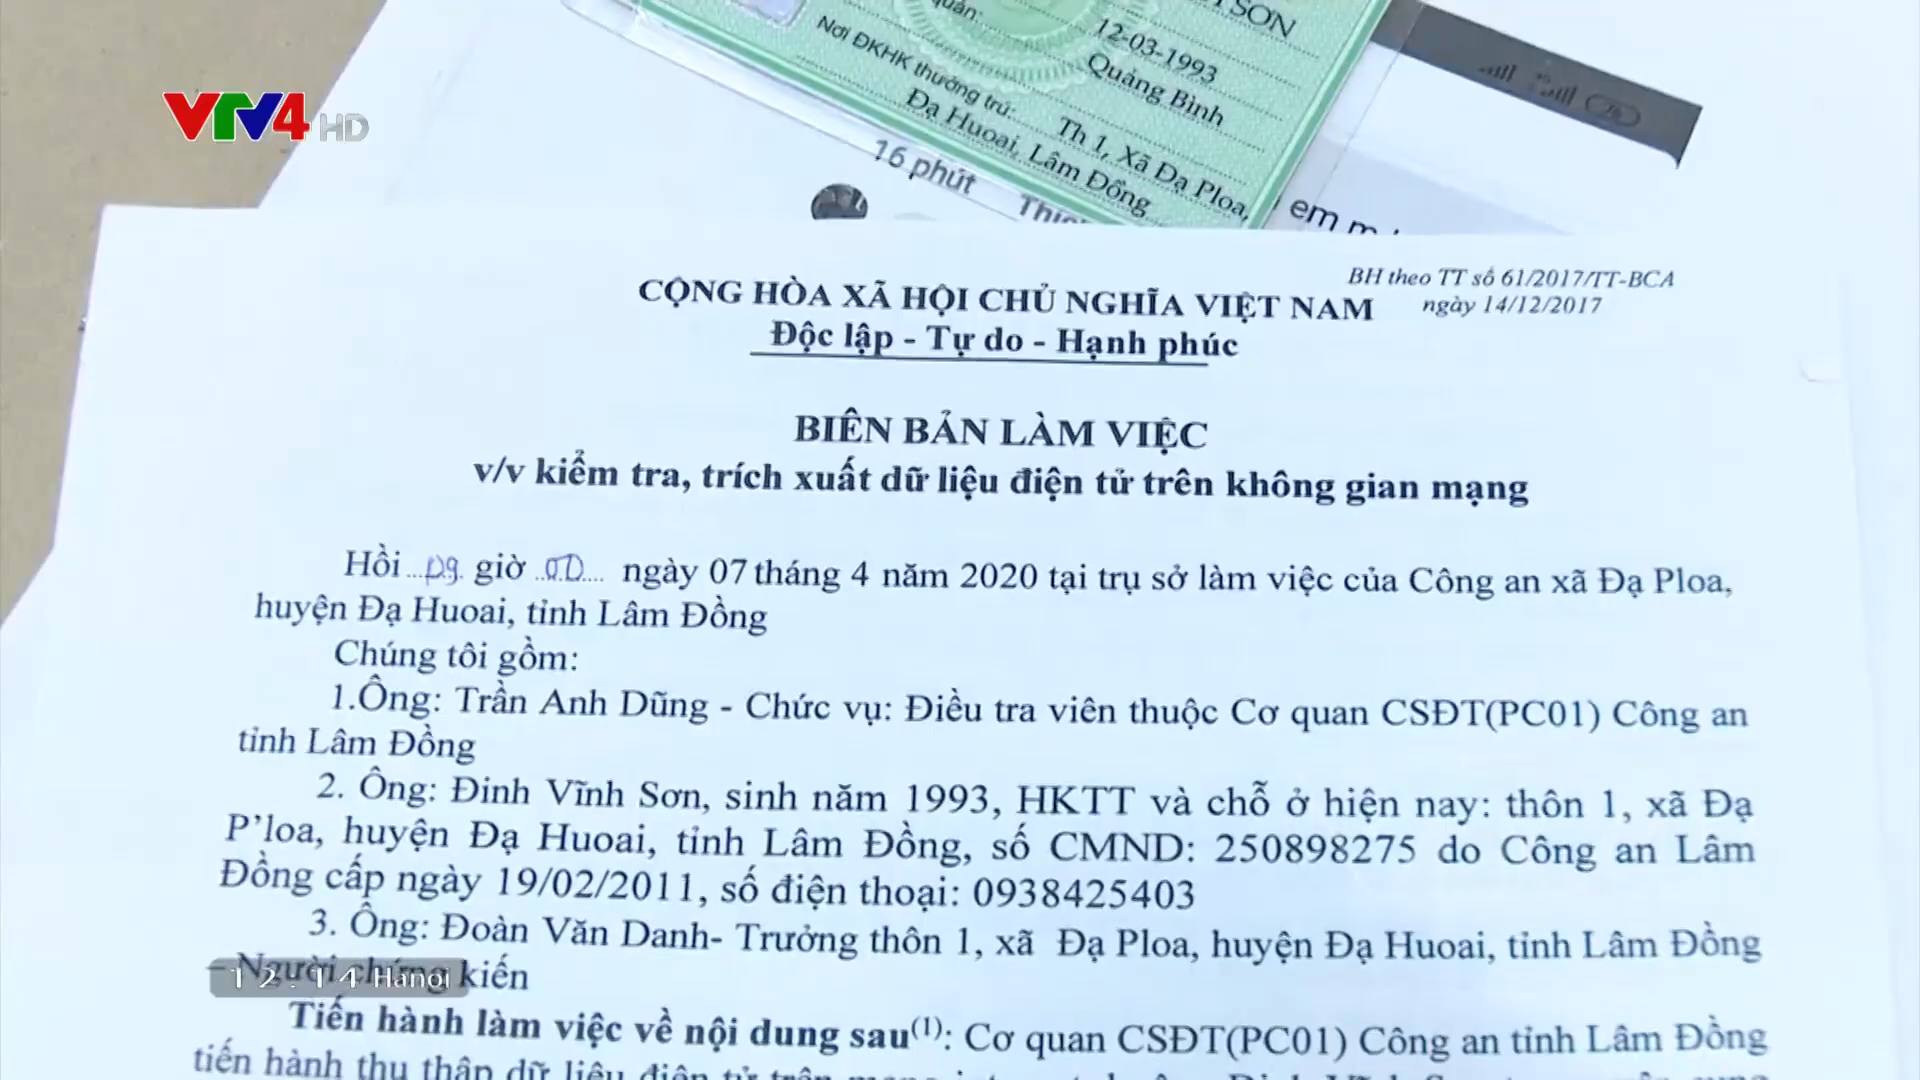 SON
12-03-1993
Quảng Bình
Nơi ĐKHK thường trú: Th 1, Xã Đạ Ploa,
Đạ Huoai, Lâm Đồng
VTV4 HD
16 phút
em
BH theo TT số 61/2017/TT-BCA
ngày 14/12/2017
CỘNG HÒA XÃ HỘI CHỦ NGHĨA VIỆT NAM
Độc lập - Tự do - Hạnh phúc
BIÊN BẢN LÀM VIỆC
v/v kiểm tra, trích xuất dữ liệu điện tử trên không gian mạng
Hồi 09 giờ 00 ngày 07 tháng 4 năm 2020 tại trụ sở làm việc của Công an xã Đạ Ploa,
huyện Đạ Huoai, tỉnh Lâm Đồng
Chúng tôi gồm:
1.Ông: Trần Anh Dũng - Chức vụ: Điều tra viên thuộc Cơ quan CSĐT(PC01) Công an
tỉnh Lâm Đồng
2. Ông: Đinh Vĩnh Sơn, sinh năm 1993, HKTT và chỗ ở hiện nay: thôn 1, xã Đạ
P’loa, huyện Đạ Huoai, tỉnh Lâm Đồng, số CMND: 250898275 do Công an Lâm
Đồng cấp ngày 19/02/2011, số điện thoại: 0938425403
3. Ông: Đoàn Văn Danh- Trưởng thôn 1, xã Đạ Ploa, huyện Đạ Huoai, tỉnh Lâm Đồng
– Người chứng kiến
12:14 Hanoi
Tiến hành làm việc về nội dung sau(1): Cơ quan CSĐT(PC01) Công an tỉnh Lâm Đồng
tiến hành thu thập dữ liệu điện tử trên mạng